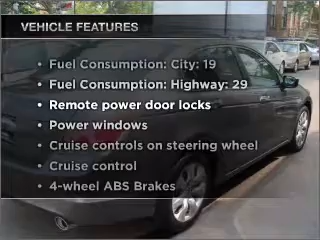 VEHICLE FEATURES
• Fuel Consumption: City: 19
• Fuel Consumption: Highway: 29
• Remote power door locks
• Power windows
• Cruise controls on steering wheel
• Cruise control
• 4-wheel ABS Brakes